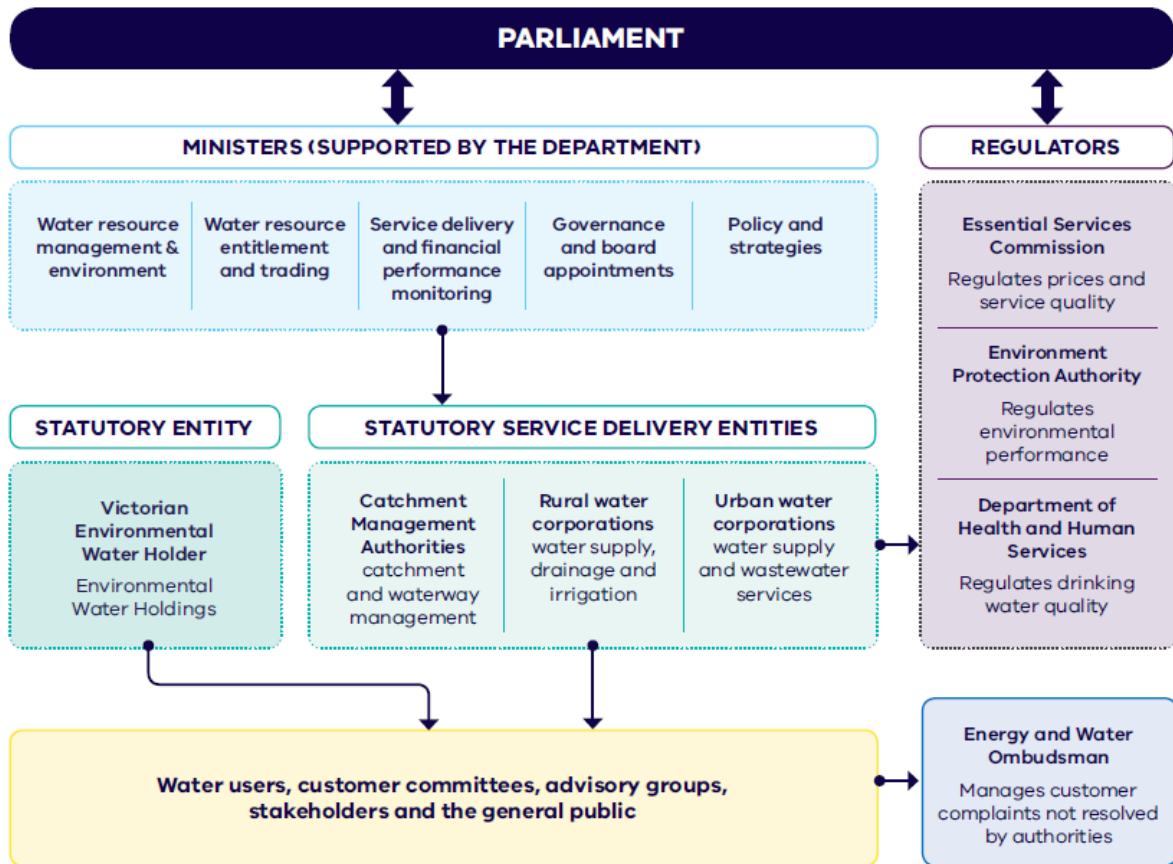 PARLIAMENT
MINISTERS (SUPPORTED BY THE DEPARTMENT)
Water resource
management &
environment
Water resource
entitlement
and trading
Service delivery
and financial
performance
monitoring
Governance
and board
appointments
Policy and
strategies
REGULATORS
Essential Services
Commission
Regulates prices and
service quality
Environment
Protection Authority
Regulates
environmental
performance
Department of
Health and Human
Services
Regulates drinking
water quality
STATUTORY ENTITY
Victorian
Environmental
Water Holder
Environmental
Water Holdings
STATUTORY SERVICE DELIVERY ENTITIES
Catchment
Management
Authorities
catchment
and waterway
management
Rural water
corporations
water supply,
drainage and
irrigation
Urban water
corporations
water supply
and wastewater
services
Water users, customer committees, advisory groups,
stakeholders and the general public
Energy and Water
Ombudsman
Manages customer
complaints not resolved
by authorities